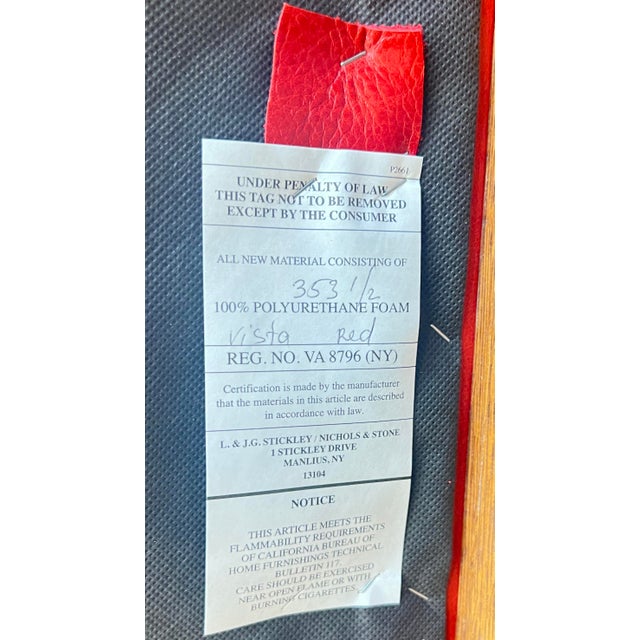 P2661
UNDER PENALTY OF LAW
THIS TAG NOT TO BE REMOVED
EXCEPT BY THE CONSUMER
ALL NEW MATERIAL CONSISTING OF
353 1/2
100% POLYURETHANE FOAM
Vista Red
REG. NO. VA 8796 (NY)
Certification is made by the manufacturer
that the materials in this article are described
in accordance with law.
L. & J.G. STICKLEY / NICHOLS & STONE
1 STICKLEY DRIVE
MANLIUS, NY
13104
NOTICE
THIS ARTICLE MEETS THE
FLAMMABILITY REQUIREMENTS
OF CALIFORNIA BUREAU OF
HOME FURNISHINGS TECHNICAL
BULLETIN 117.
CARE SHOULD BE EXERCISED
NEAR OPEN FLAME OR WITH
BURNING CIGARETTES.